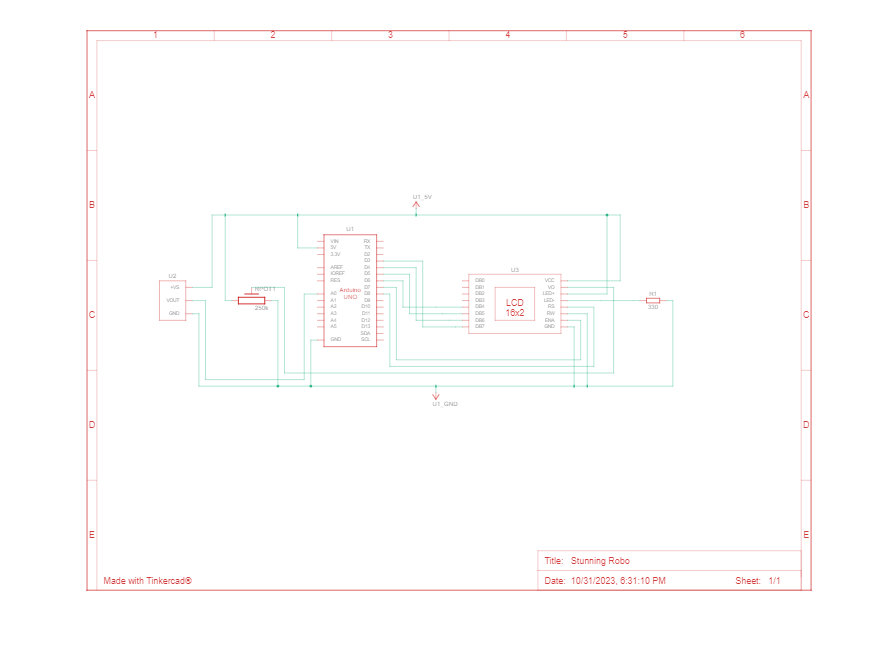 1 2 3 4 5 6
A A
U1_5V
B B
U1
VIN RX
5V TX
3.3V D2
D3
AREF D4
IOREF D5
RES D6
D7
A0 D8
A1 D9
A2 D10
A3 D11
A4 D12
A5 D13
SDA
GND SCL
Arduino
UNO
U2
+VS
VOUT
GND
RPOT1
250k
U3
DB0 VCC
DB1 VO
DB2 LED+
DB3 LED-
DB4 RS
DB5 RW
DB6 ENA
DB7 GND
LCD
16x2
R1
330
C C
U1_GND
D D
E E
Title: Stunning Robo
Made with Tinkercad®
Date: 10/31/2023, 6:31:10 PM Sheet: 1/1